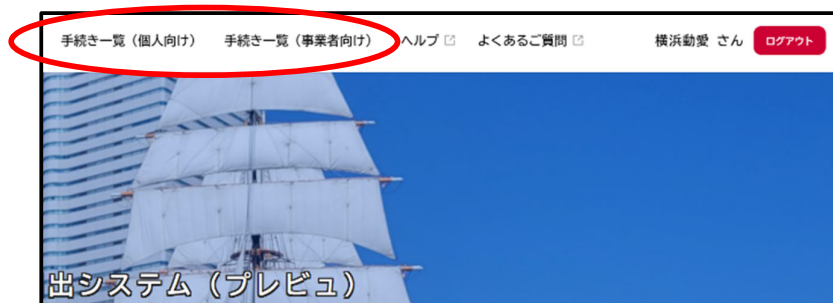 手続き一覧（個人向け） 手続き一覧（事業者向け） ヘルプ よくあるご質問 横浜動愛 さん ログアウト
出システム（プレビュ）